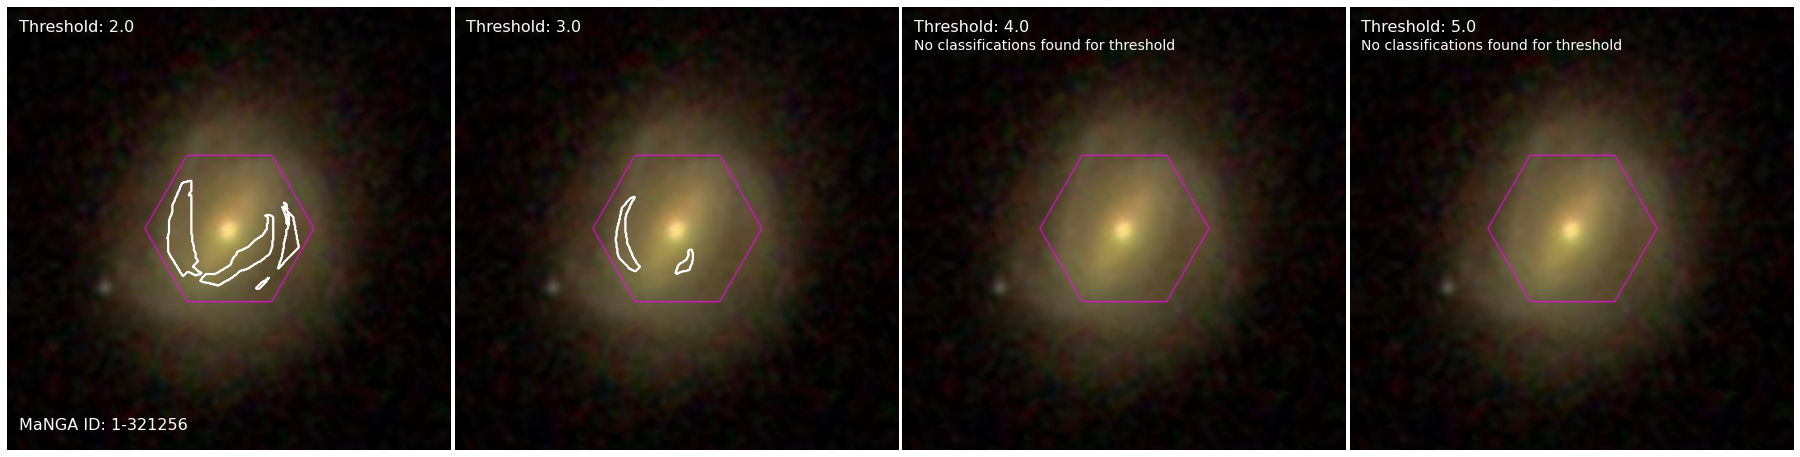 Threshold: 2.0
MaNGA ID: 1-321256
Threshold: 3.0
Threshold: 4.0
No classifications found for threshold
Threshold: 5.0
No classifications found for threshold